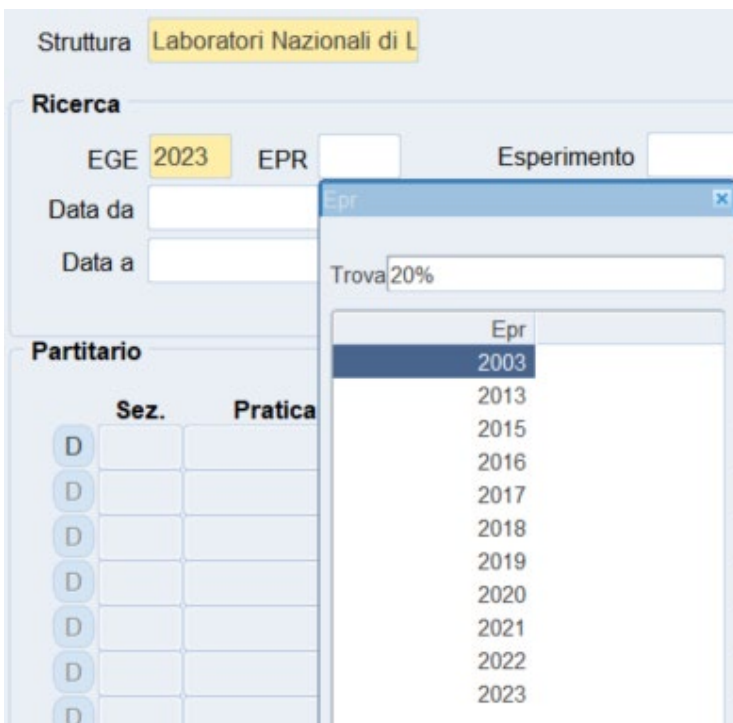 Struttura Laboratori Nazionali di L
Ricerca
EGE 2023 EPR Esperimento
Data da
Data a
Epr
Trova 20%
Epr
2003
2013
2015
2016
2017
2018
2019
2020
2021
2022
2023
Partitario
Sez. Pratica
D
D
D
D
D
D
D